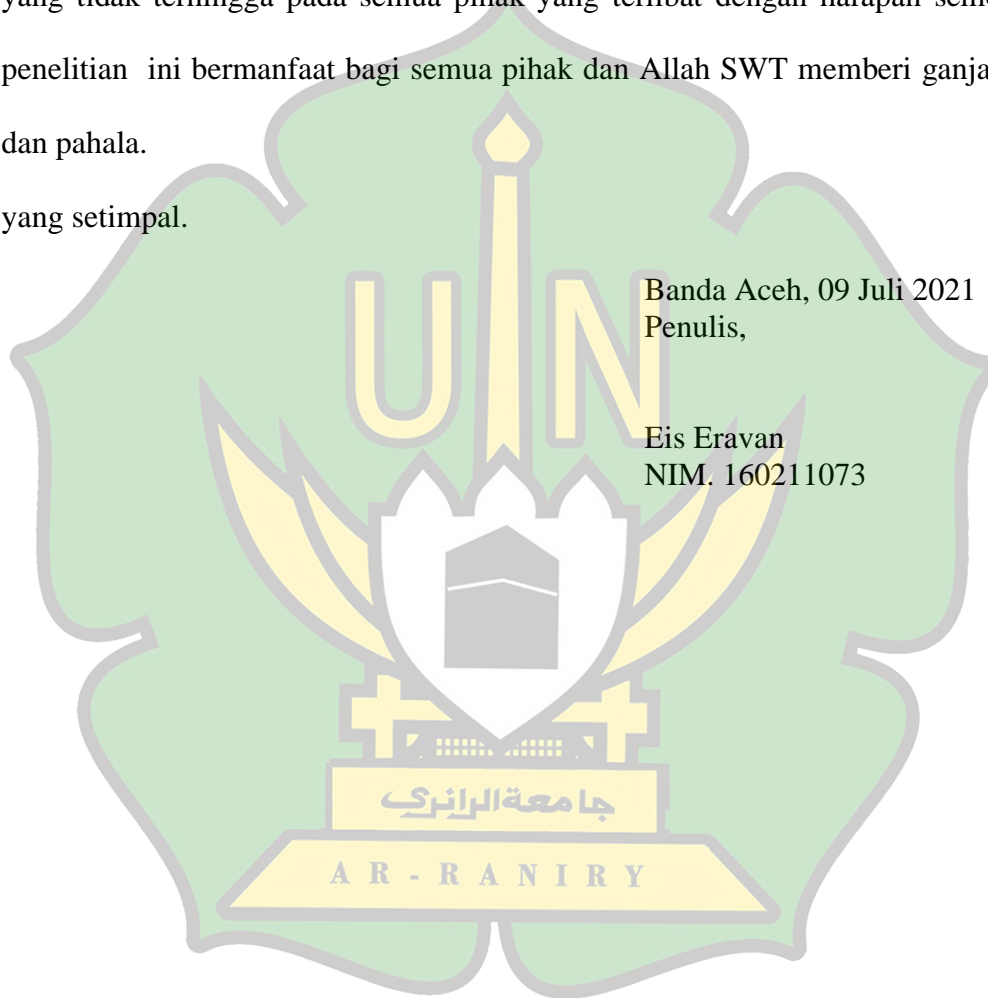 yang tidak terhingga pada semua pihak yang terlibat dengan harapan
penelitian ini bermanfaat bagi semua pihak dan Allah SWT memberi
dan pahala.
yang setimpal.
Banda Aceh, 09 Juli 2021
Penulis,
Eis Eravan
NIM. 160211073
UIN
جامعة الرانري
AR-RANIRY